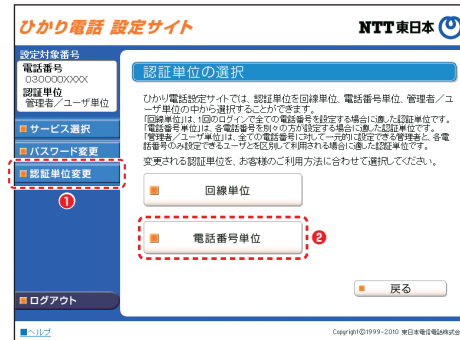 ひかり電話 設定サイト
NTT東日本
設定対象番号
電話番号
030000XXXX
認証単位
管理者／ユーザ単位
サービス選択
パスワード変更
認証単位変更
❶
ログアウト
ヘルプ
認証単位の選択
ひかり電話設定サイトでは、認証単位を回線単位、電話番号単位、管理者／ユ
ーザ単位の中から選択することができます。
「回線単位」は、1回のログインで全ての電話番号を設定する場合に適した認証単位です。
「電話番号単位」は、各電話番号を別々の方が設定する場合に適した認証単位です。
「管理者／ユーザ単位」は、全ての電話番号に対して一元的に設定できる管理者と、各電
話番号のみ設定できるユーザとを区別して利用される場合に適した認証単位です。
変更される認証単位を、お客様のご利用方法に合わせて選択してください。
回線単位
電話番号単位
❷
戻る
Copyright©1999-2010 東日本電信電話株式会